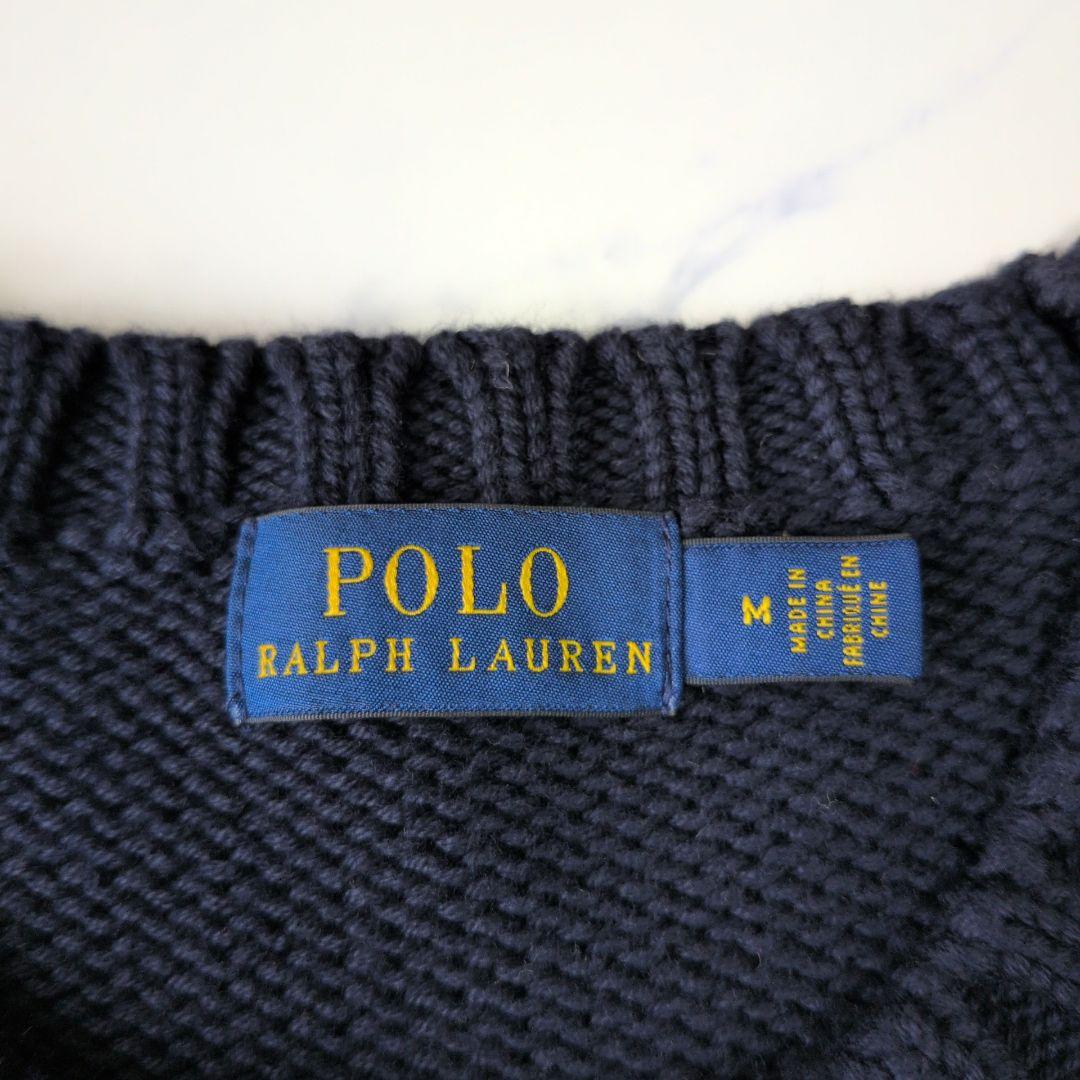 POLO
RALPH LAUREN
M
MADE IN
CHINA
FABRIQUÉ EN
CHINE